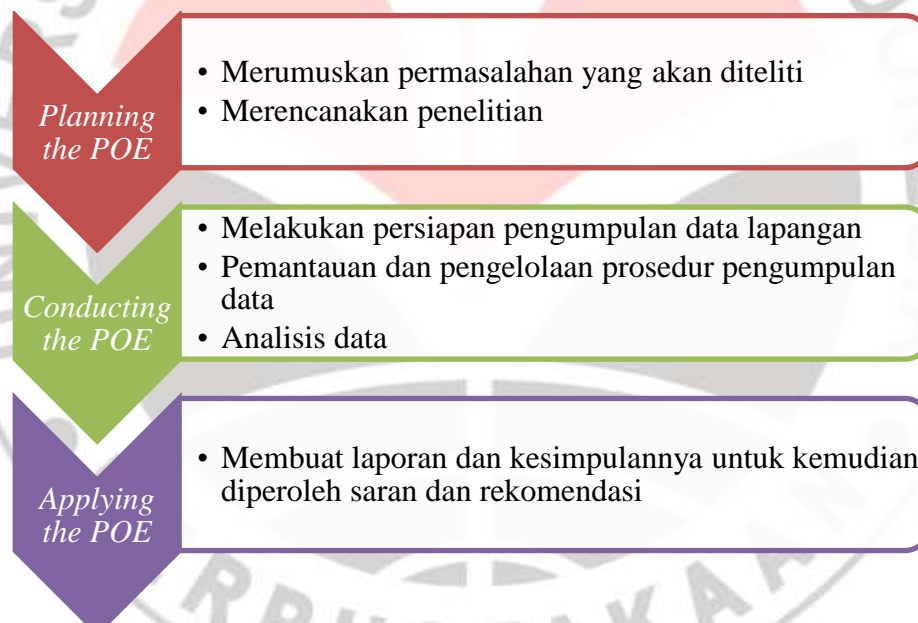 Planning
the POE
• Merumuskan permasalahan yang akan diteliti
• Merencanakan penelitian
Conducting
the POE
• Melakukan persiapan pengumpulan data lapangan
• Pemantauan dan pengelolaan prosedur pengumpulan
data
• Analisis data
Applying
the POE
• Membuat laporan dan kesimpulannya untuk kemudian
diperoleh saran dan rekomendasi